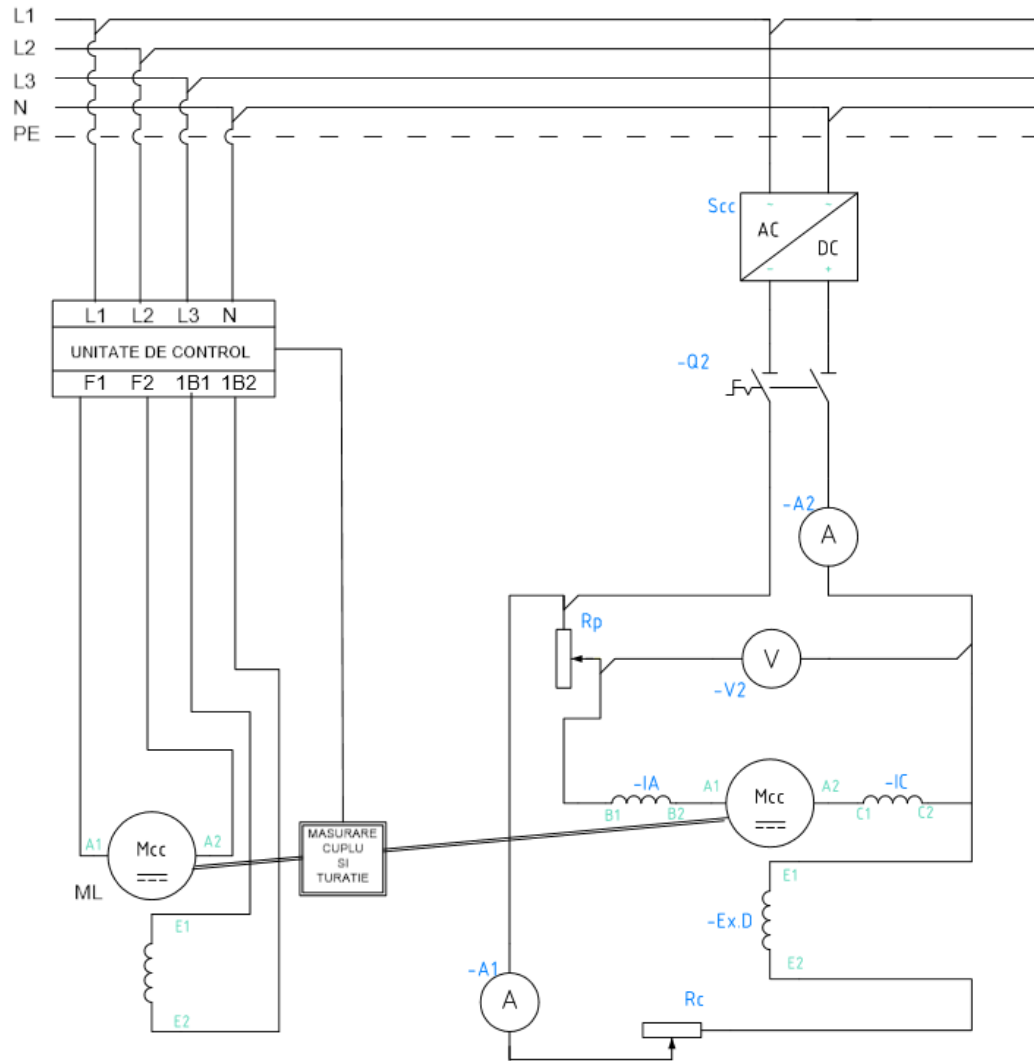 L1
L2
L3
N
PE
Scc
~ ~
AC
DC
- +
L1 L2 L3 N
UNITATE DE CONTROL
F1 F2 1B1 1B2
-Q2
-A2
A
Rp
V
-V2
-IA
A1
Mcc
A2
-IC
B1 B2
C1 C2
A1
Mcc
A2
ML
MASURARE
CUPLU
SI
TURATIE
E1
E2
E1
-Ex.D
E2
-A1
A
Rc